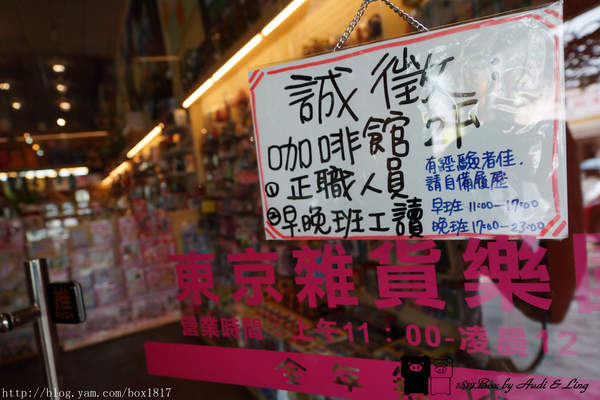 誠徵
咖啡館
①正職人員
②早晚班工讀
有經驗者佳.
請自備履歷
早班 11:00-17:00
晚班 17:00-23:00
東京雜貨樂
營業時間:上午11:00-凌晨12
全年
1817Box by Audi & Ling
http://blog.yam.com/box1817